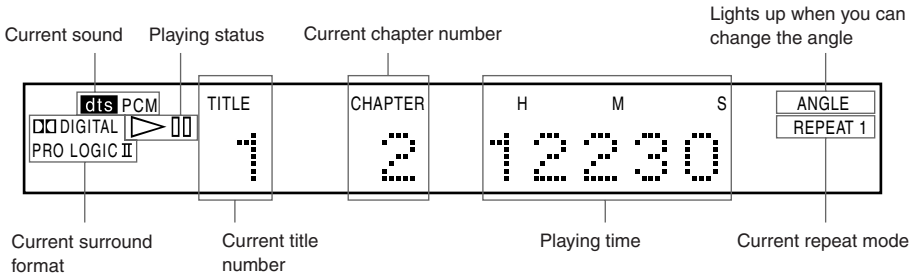 Lights up when you can
change the angle
Current sound
Playing status
Current chapter number
dts PCM
TITLE
CHAPTER
H M S
ANGLE
DIGITAL
REPEAT 1
PRO LOGIC II
1 2 12230
Current surround
format
Current title
number
Playing time
Current repeat mode